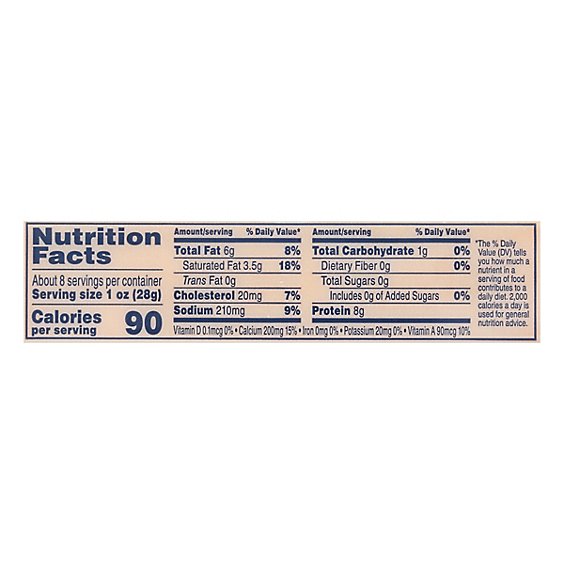 Nutrition
Facts
About 8 servings per container
Serving size 1 oz (28g)
Calories
per serving 90
Amount/serving % Daily Value*
Total Fat 6g 8%
Saturated Fat 3.5g 18%
Trans Fat 0g
Cholesterol 20mg 7%
Sodium 210mg 9%
Amount/serving % Daily Value*
Total Carbohydrate 1g 0%
Dietary Fiber 0g 0%
Total Sugars 0g
Includes 0g of Added Sugars 0%
Protein 8g
Vitamin D 0.1mcg 0% • Calcium 200mg 15% • Iron 0mg 0% • Potassium 20mg 0% • Vitamin A 90mcg 10%
*The % Daily
Value (DV) tells
you how much a
nutrient in a
serving of food
contributes to a
daily diet. 2,000
calories a day is
used for general
nutrition advice.